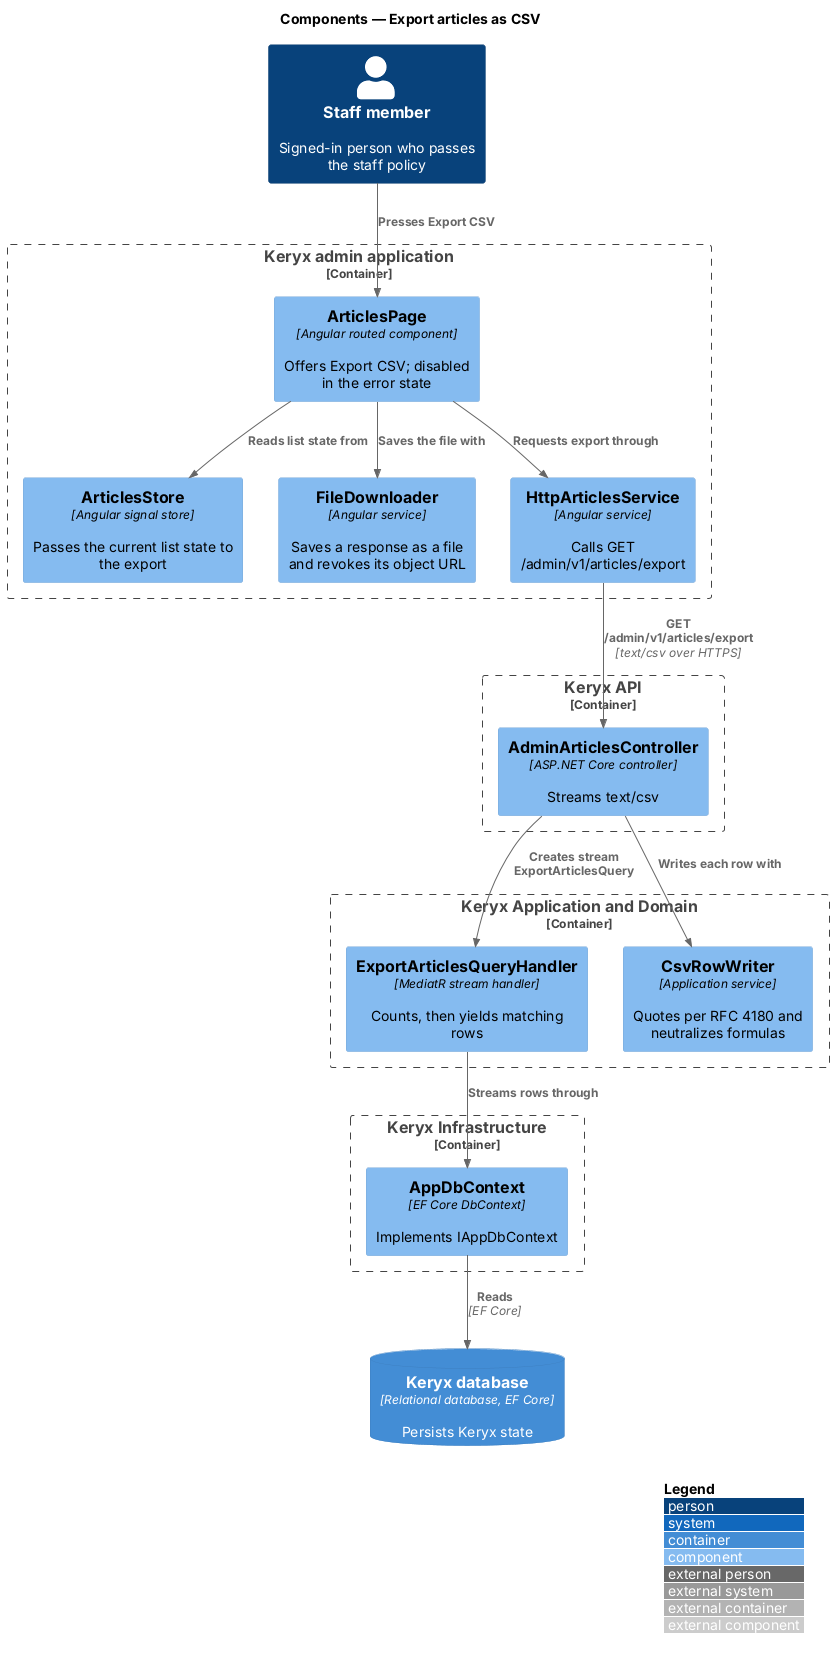 Components — Export articles as CSV
Staff member
Signed-in person who passes
the staff policy
Presses Export CSV
Keryx admin application
[Container]
ArticlesPage
[Angular routed component]
Offers Export CSV; disabled
in the error state
Reads list state from
Saves the file with
Requests export through
ArticlesStore
[Angular signal store]
Passes the current list state to
the export
FileDownloader
[Angular service]
Saves a response as a file
and revokes its object URL
HttpArticlesService
[Angular service]
Calls GET
/admin/v1/articles/export
GET
/admin/v1/articles/export
[text/csv over HTTPS]
Keryx API
[Container]
AdminArticlesController
[ASP.NET Core controller]
Streams text/csv
Creates stream
ExportArticlesQuery
Writes each row with
Keryx Application and Domain
[Container]
ExportArticlesQueryHandler
[MediatR stream handler]
Counts, then yields matching
rows
CsvRowWriter
[Application service]
Quotes per RFC 4180 and
neutralizes formulas
Streams rows through
Keryx Infrastructure
[Container]
AppDbContext
[EF Core DbContext]
Implements IAppDbContext
Reads
[EF Core]
Keryx database
[Relational database, EF Core]
Persists Keryx state
Legend
person
system
container
component
external person
external system
external container
external component